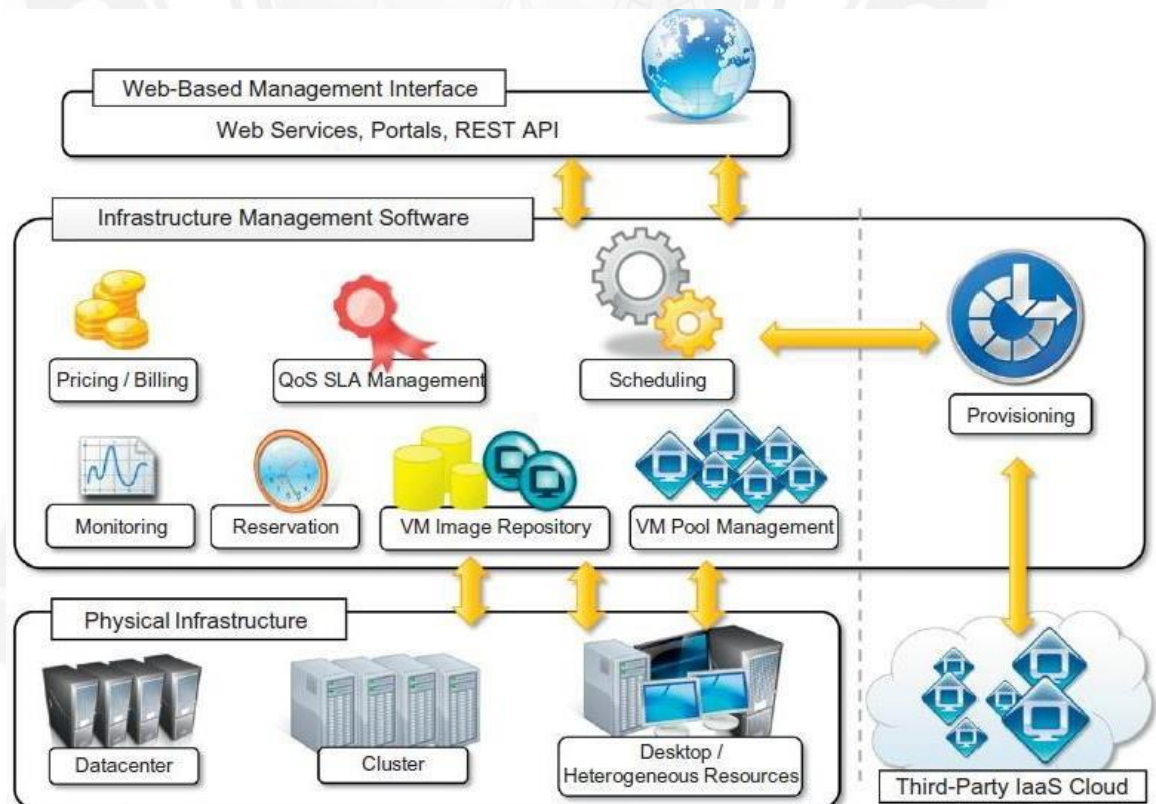 Web-Based Management Interface
Web Services, Portals, REST API
Infrastructure Management Software
Pricing / Billing
QoS SLA Management
Scheduling
Provisioning
Monitoring
Reservation
VM Image Repository
VM Pool Management
Physical Infrastructure
Datacenter
Cluster
Desktop /
Heterogeneous Resources
Third-Party IaaS Cloud